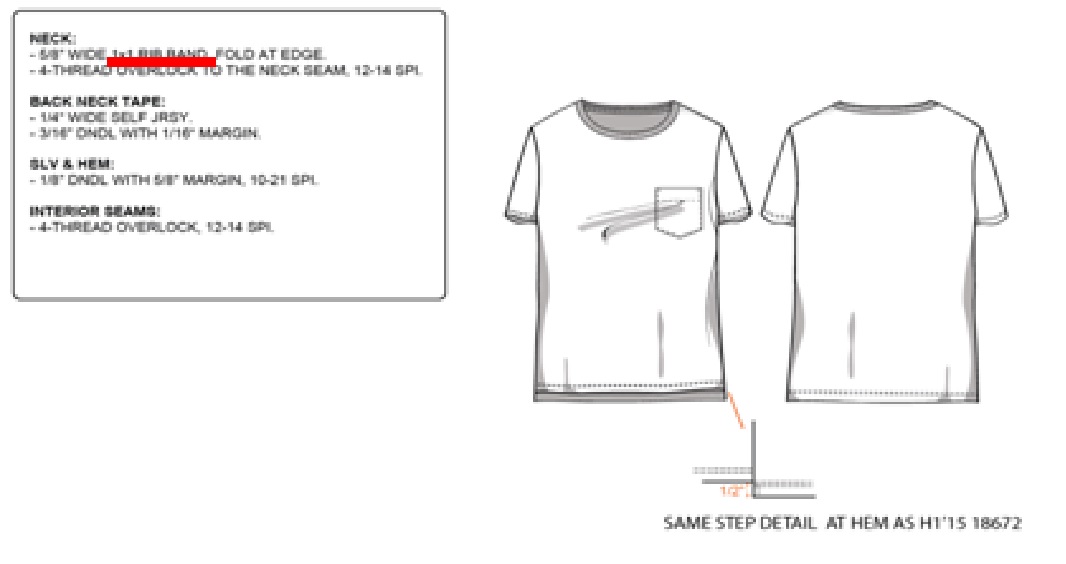 NECK:
- 5/8" WIDE 1x1 RIB BAND, FOLD AT EDGE.
- 4-THREAD OVERLOCK TO THE NECK SEAM, 12-14 SPI.
BACK NECK TAPE:
- 1/4" WIDE SELF JRSY.
- 3/16" DNDL WITH 1/16" MARGIN.
SLV & HEM:
- 1/8" DNDL WITH 5/8" MARGIN, 10-21 SPI.
INTERIOR SEAMS:
- 4-THREAD OVERLOCK, 12-14 SPI.
1/2"
SAME STEP DETAIL AT HEM AS H1'15 18672